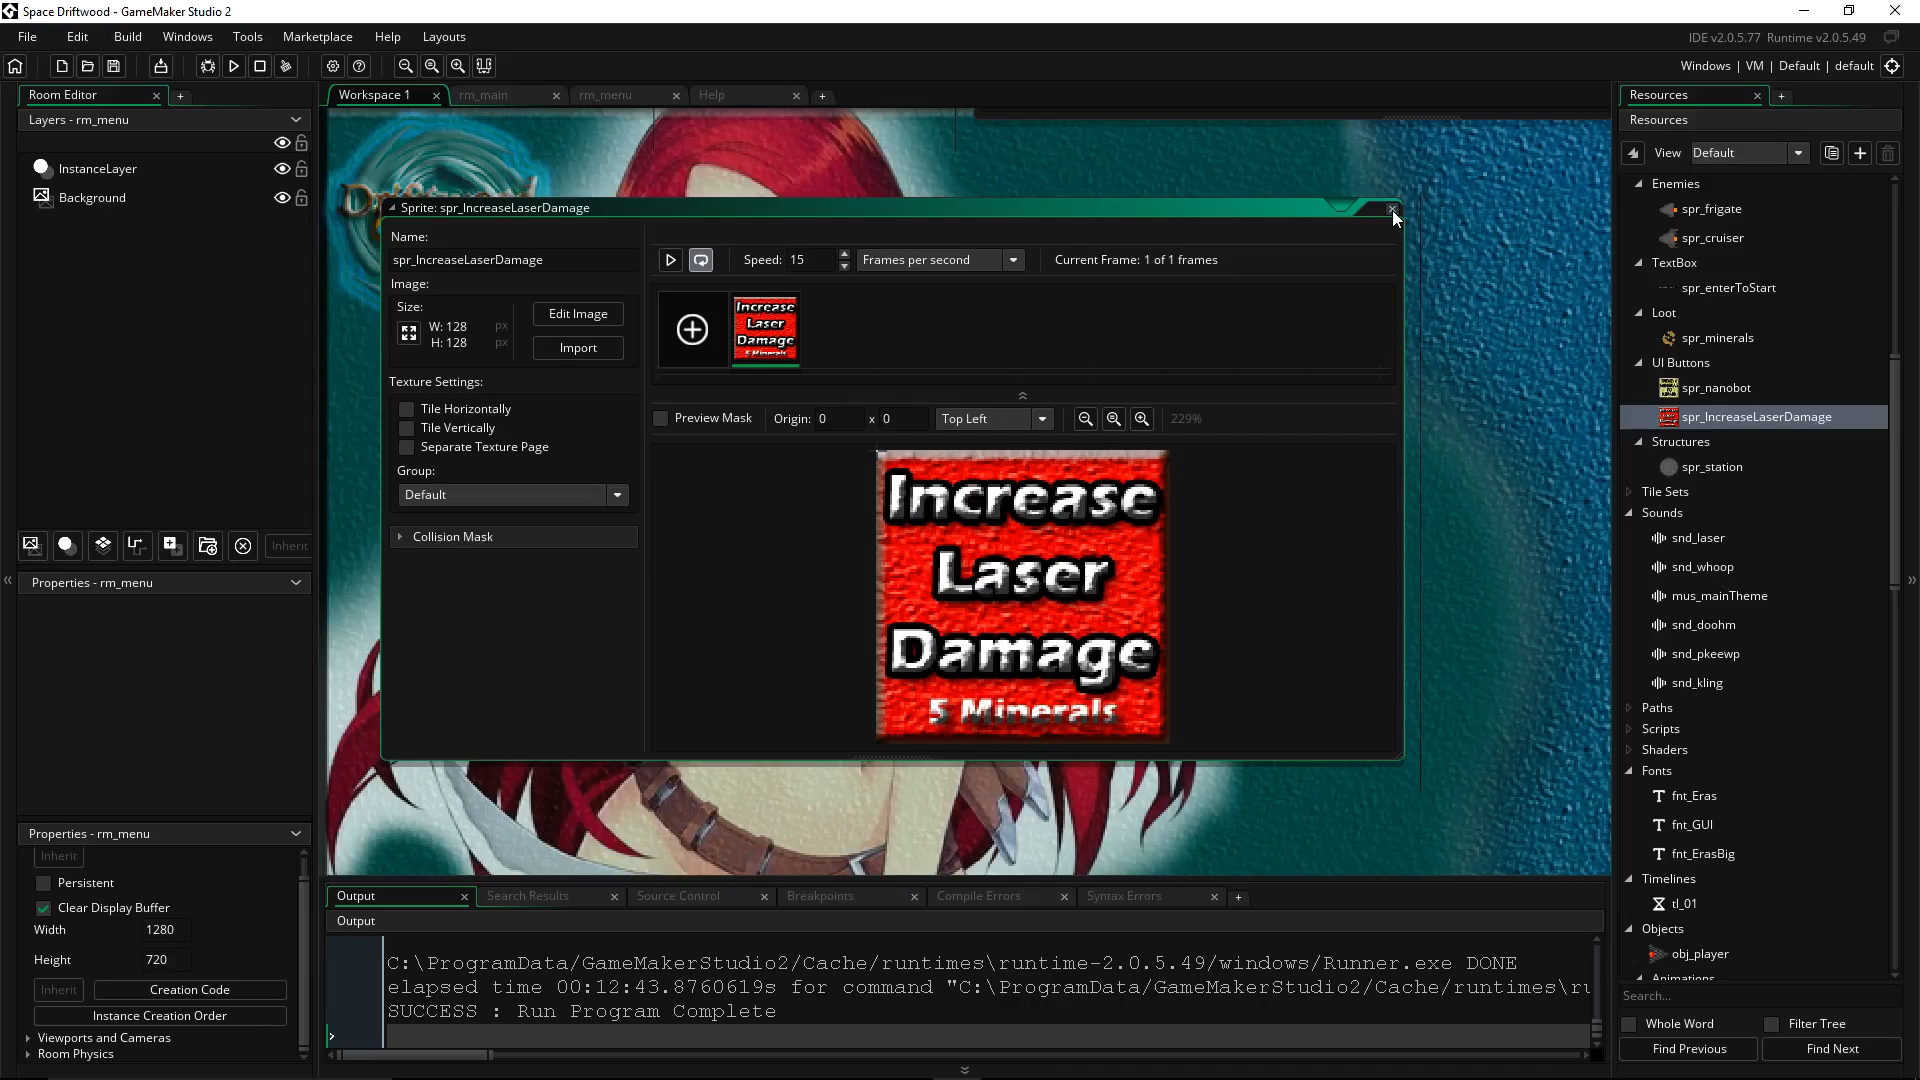 Space Driftwood - GameMaker Studio 2
File Edit Build Windows Tools Marketplace Help Layouts
IDE v2.0.5.77 Runtime v2.0.5.49
Windows | VM | Default | default
Room Editor
Layers - rm_menu
InstanceLayer
Background
Inherit
Properties - rm_menu
Properties - rm_menu
Inherit
Persistent
Clear Display Buffer
Width 1280
Height 720
Inherit Creation Code
Instance Creation Order
Viewports and Cameras
Room Physics
Workspace 1 rm_main rm_menu Help
Sprite: spr_IncreaseLaserDamage
Name:
spr_IncreaseLaserDamage
Image:
Size:
W: 128 px
H: 128 px
Edit Image
Import
Texture Settings:
Tile Horizontally
Tile Vertically
Separate Texture Page
Group:
Default
Collision Mask
Speed: 15 Frames per second Current Frame: 1 of 1 frames
Increase
Laser
Damage
5 Minerals
Preview Mask Origin: 0 x 0 Top Left 229%
Increase
Laser
Damage
5 Minerals
Output Search Results Source Control Breakpoints Compile Errors Syntax Errors
Output
C:\ProgramData/GameMakerStudio2/Cache/runtimes\runtime-2.0.5.49/windows/Runner.exe DONE
elapsed time 00:12:43.8760619s for command "C:\ProgramData/GameMakerStudio2/Cache/runtimes\ru
SUCCESS : Run Program Complete
Resources
Resources
View Default
Enemies
spr_frigate
spr_cruiser
TextBox
spr_enterToStart
Loot
spr_minerals
UI Buttons
spr_nanobot
spr_IncreaseLaserDamage
Structures
spr_station
Tile Sets
Sounds
snd_laser
snd_whoop
mus_mainTheme
snd_doohm
snd_pkeewp
snd_kling
Paths
Scripts
Shaders
Fonts
fnt_Eras
fnt_GUI
fnt_ErasBig
Timelines
tl_01
Objects
obj_player
Animations
Search...
Whole Word Filter Tree
Find Previous Find Next